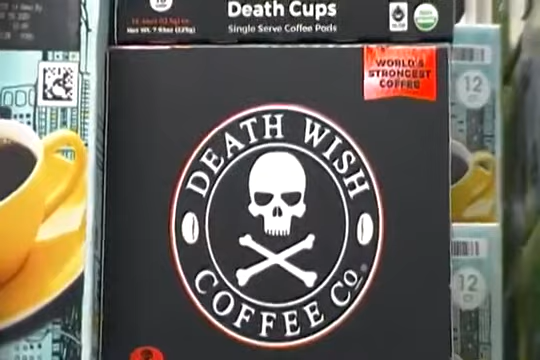 Death Cups
Single Serve Coffee Pods
WORLD'S
STRONGEST
COFFEE
DEATH WISH
COFFEE CO.
12
12